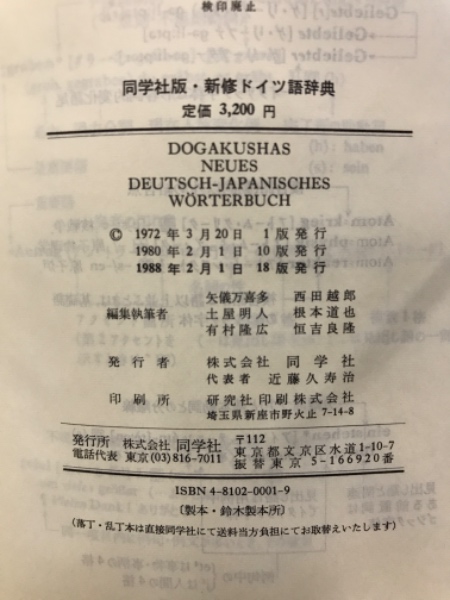 検印廃止
同学社版・新修ドイツ語辞典
定価 3,200 円
DOGAKUSHAS
NEUES
DEUTSCH-JAPANISCHES
WÖRTERBUCH
© 1972 年 3 月 20 日 1 版 発 行
1980 年 2 月 1 日 10 版 発 行
1988 年 2 月 1 日 18 版 発 行
編集執筆者
矢儀万喜多 西田越郎
土屋明人 根本道也
有村隆広 恒吉良隆
発 行 者 株式会社 同学社
代表者 近藤久寿治
印 刷 所 研究社印刷株式会社
埼玉県新座市野火止 7-14-8
発行所 株式会社 同学社 〒112
東京都文京区水道 1-10-7
電話代表 東京(03)816-7011 振替東京 5-166920番
ISBN 4-8102-0001-9
〔製本・鈴木製本所〕
(落丁・乱丁本は直接同学社にて送料当方負担にてお取替えいたします)